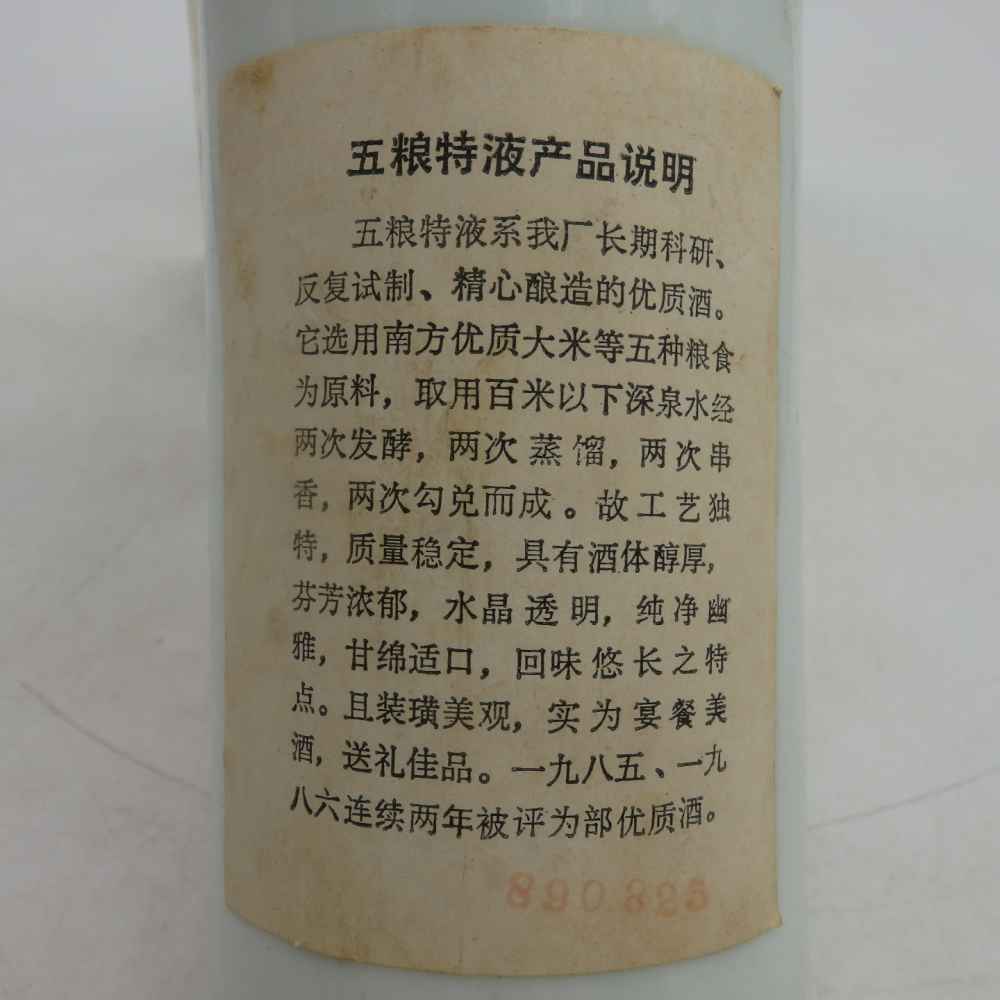 五粮特液产品说明
五粮特液系我厂长期科研、
反复试制、精心酿造的优质酒。
它选用南方优质大米等五种粮食
为原料，取用百米以下深泉水经
两次发酵，两次蒸馏，两次串
香，两次勾兑而成。故工艺独
特，质量稳定，具有酒体醇厚，
芬芳浓郁，水晶透明，纯净幽
雅，甘绵适口，回味悠长之特
点。且装璜美观，实为宴餐美
酒，送礼佳品。一九八五、一九
八六连续两年被评为部优质酒。